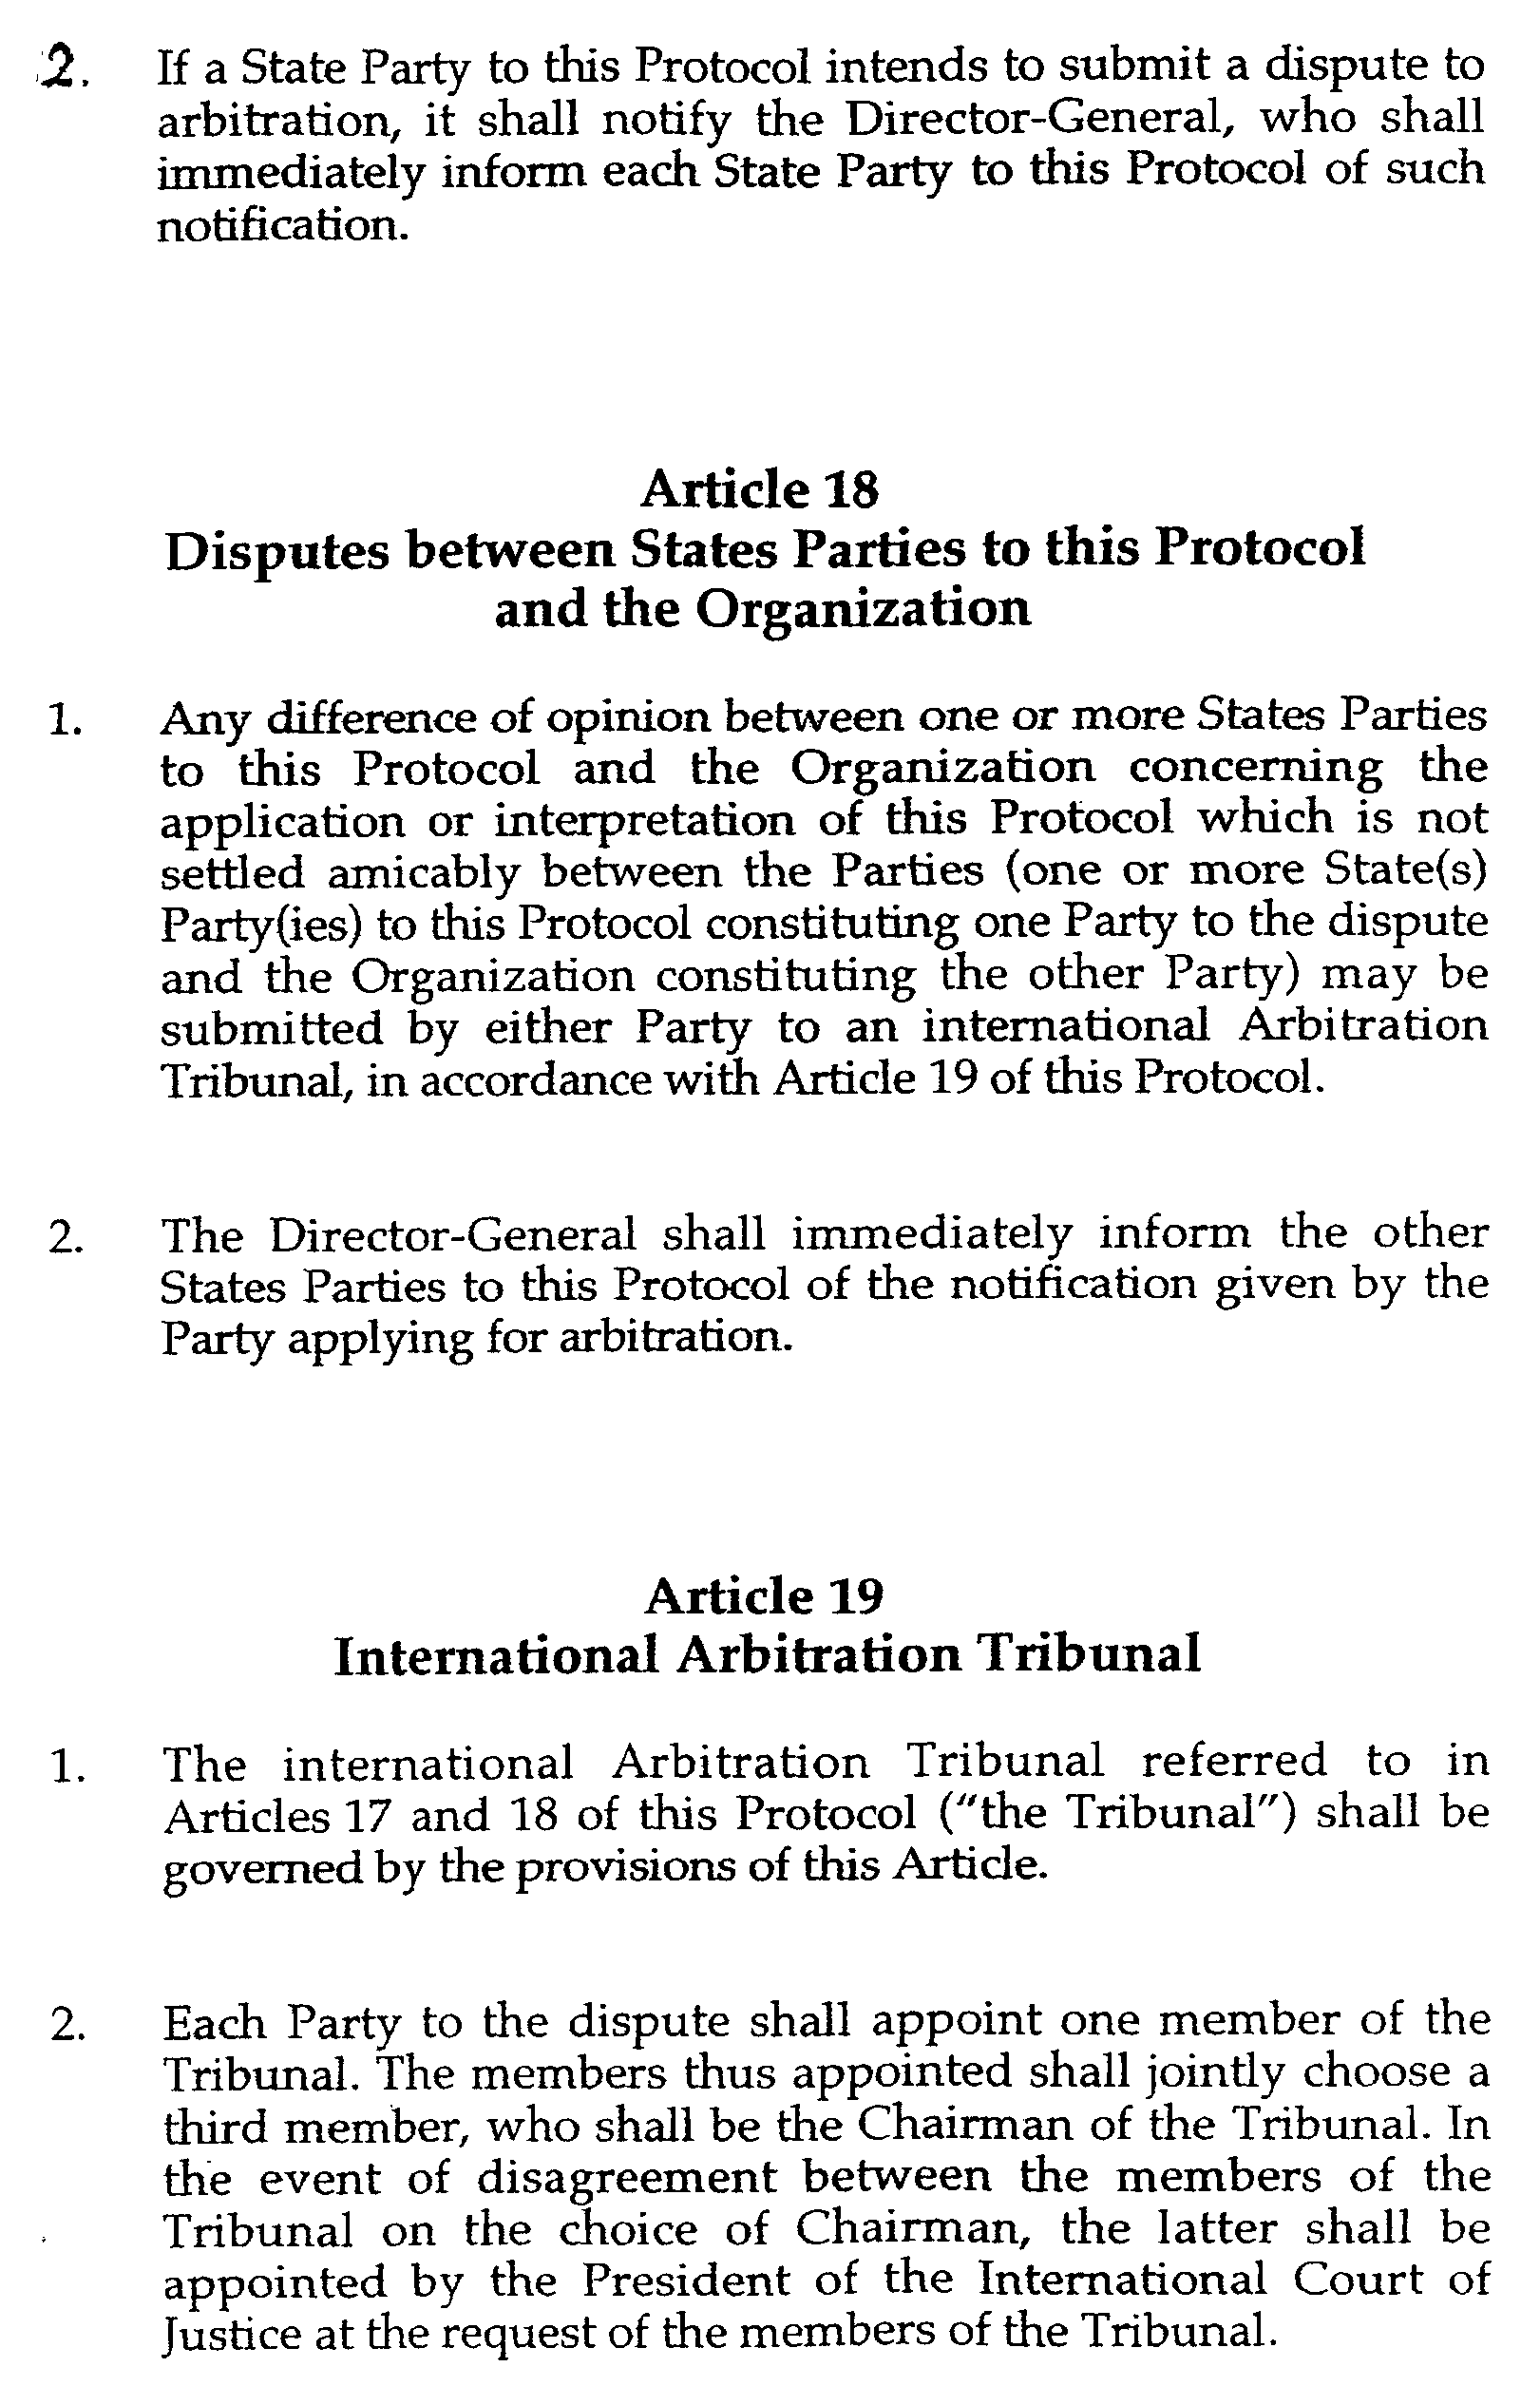 2. If a State Party to this Protocol intends to submit a dispute to
arbitration, it shall notify the Director-General, who shall
immediately inform each State Party to this Protocol of such
notification.
Article 18
Disputes between States Parties to this Protocol
and the Organization
1. Any difference of opinion between one or more States Parties
to this Protocol and the Organization concerning the
application or interpretation of this Protocol which is not
settled amicably between the Parties (one or more State(s)
Party(ies) to this Protocol constituting one Party to the dispute
and the Organization constituting the other Party) may be
submitted by either Party to an international Arbitration
Tribunal, in accordance with Article 19 of this Protocol.
2. The Director-General shall immediately inform the other
States Parties to this Protocol of the notification given by the
Party applying for arbitration.
Article 19
International Arbitration Tribunal
1. The international Arbitration Tribunal referred to in
Articles 17 and 18 of this Protocol ("the Tribunal") shall be
governed by the provisions of this Article.
2. Each Party to the dispute shall appoint one member of the
Tribunal. The members thus appointed shall jointly choose a
third member, who shall be the Chairman of the Tribunal. In
the event of disagreement between the members of the
Tribunal on the choice of Chairman, the latter shall be
appointed by the President of the International Court of
Justice at the request of the members of the Tribunal.